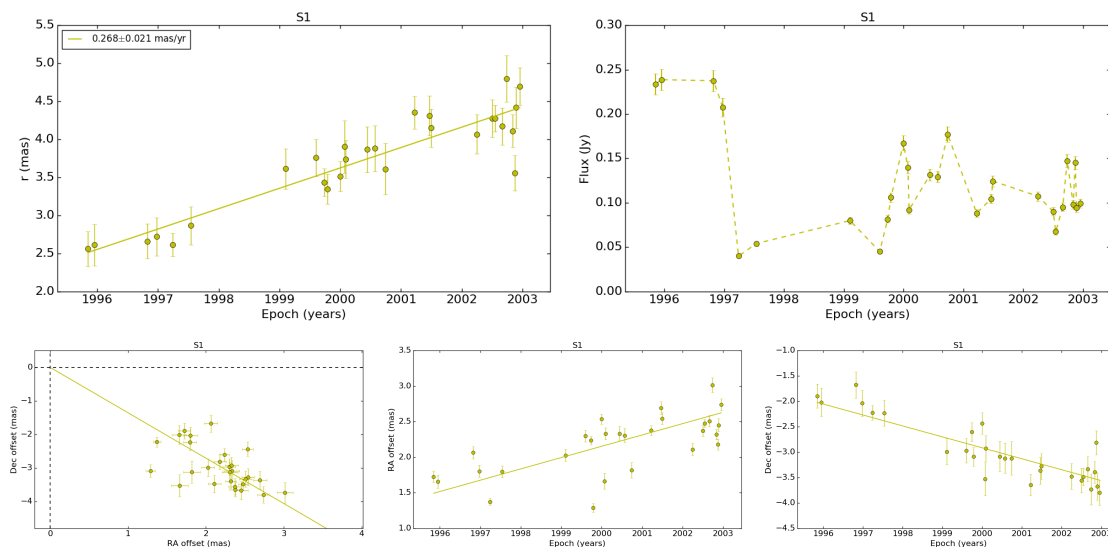 S1
0.268±0.021 mas/yr
5.5
5.0
4.5
4.0
3.5
3.0
2.5
2.0
r (mas)
1996 1997 1998 1999 2000 2001 2002 2003
Epoch (years)
S1
0.30
0.25
0.20
0.15
0.10
0.05
0.00
Flux (Jy)
1996 1997 1998 1999 2000 2001 2002 2003
Epoch (years)
S1
0
−1
−2
−3
−4
Dec offset (mas)
0 1 2 3 4
RA offset (mas)
S1
3.5
3.0
2.5
2.0
1.5
1.0
RA offset (mas)
1996 1997 1998 1999 2000 2001 2002 2003
Epoch (years)
S1
−1.0
−1.5
−2.0
−2.5
−3.0
−3.5
−4.0
−4.5
Dec offset (mas)
1996 1997 1998 1999 2000 2001 2002 2003
Epoch (years)